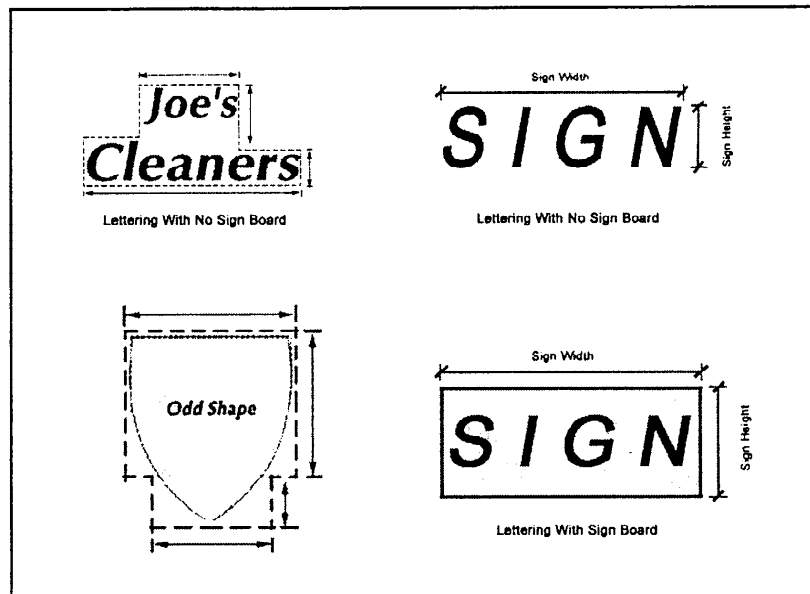 Joe's
Cleaners
Lettering With No Sign Board
Sign Width
SIGN
Sign Height
Lettering With No Sign Board
Odd Shape
Sign Width
SIGN
Sign Height
Lettering With Sign Board